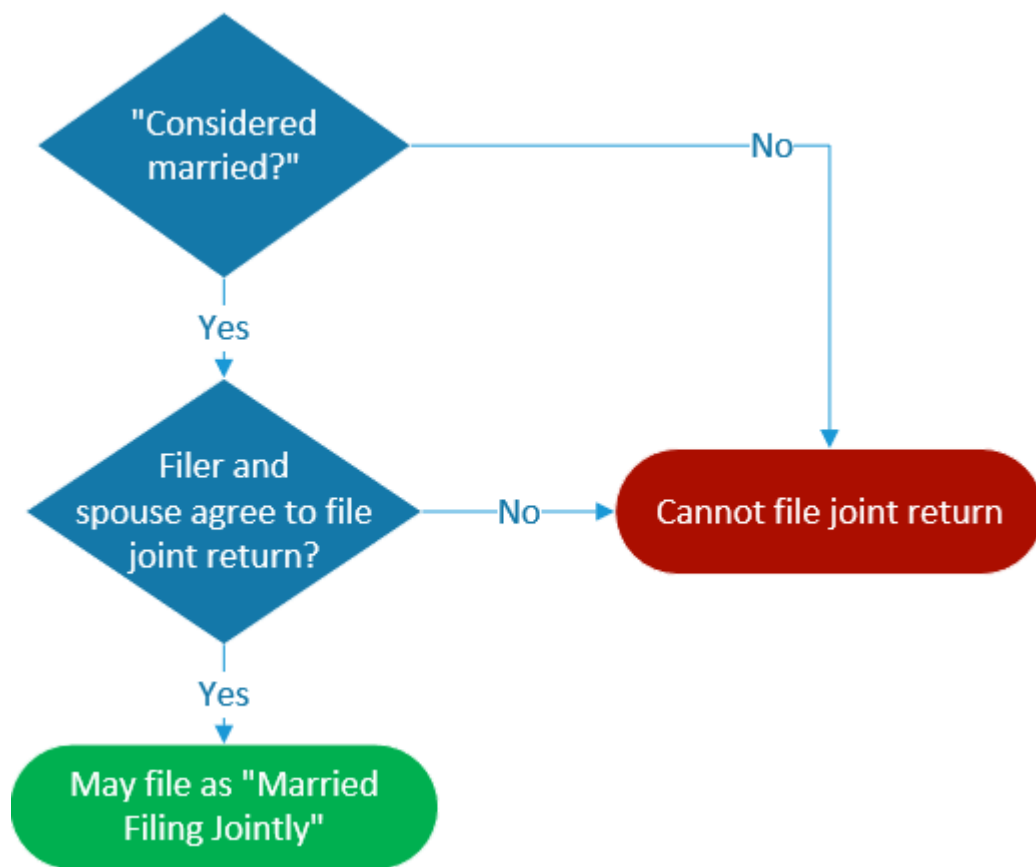 "Considered
married?"
No
Yes
Filer and
spouse agree to file
joint return?
No
Cannot file joint return
Yes
May file as "Married
Filing Jointly"